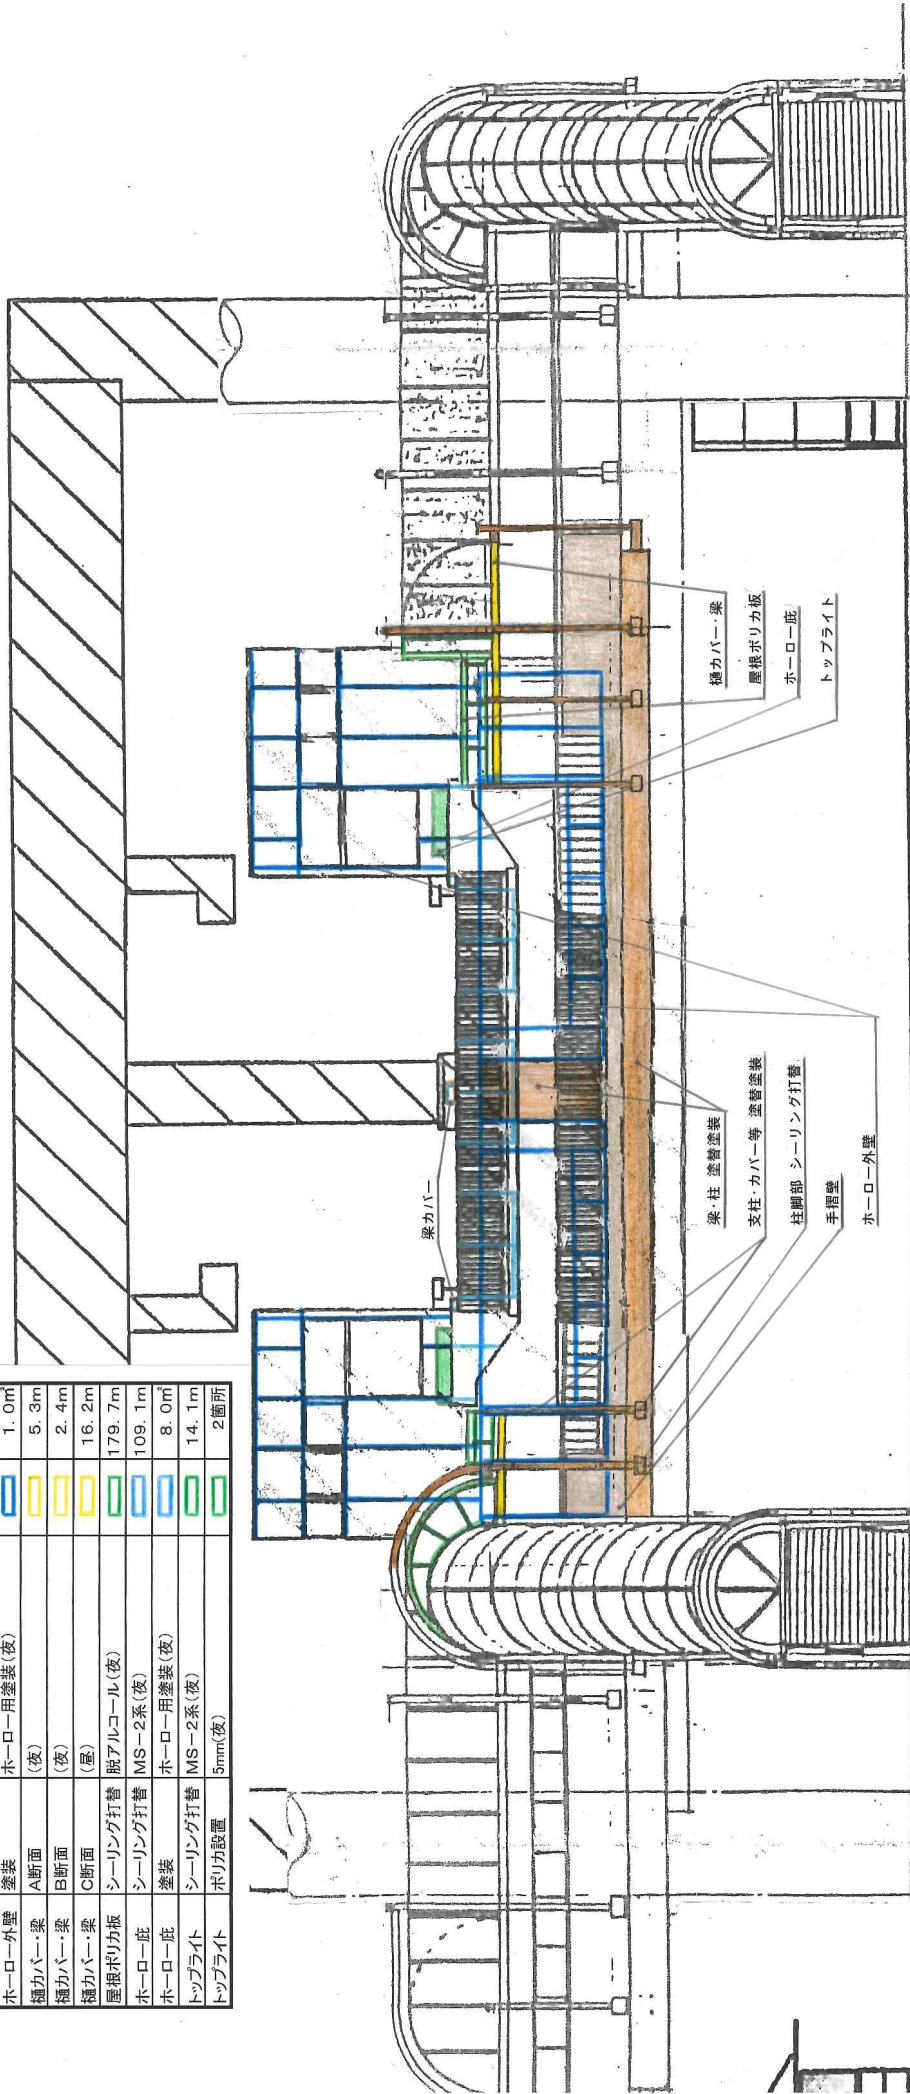 ホーロー外壁 塗装 ホーロー用塗装(夜) 1.0㎡
樋カバー・梁 A断面 (夜) 5.3m
樋カバー・梁 B断面 (夜) 2.4m
樋カバー・梁 C断面 (昼) 16.2m
屋根ポリカ板 シーリング打替 脱アルコール(夜) 179.7m
ホーロー庇 シーリング打替 MS-2系(夜) 109.1m
ホーロー庇 塗装 ホーロー用塗装(夜) 8.0㎡
トップライト シーリング打替 MS-2系(夜) 14.1m
トップライト ポリカ設置 5mm(夜) 2箇所
梁カバー
樋カバー・梁
屋根ポリカ板
ホーロー庇
トップライト
梁・柱 塗替塗装
支柱・カバー等 塗替塗装
柱脚部 シーリング打替
手摺壁
ホーロー外壁